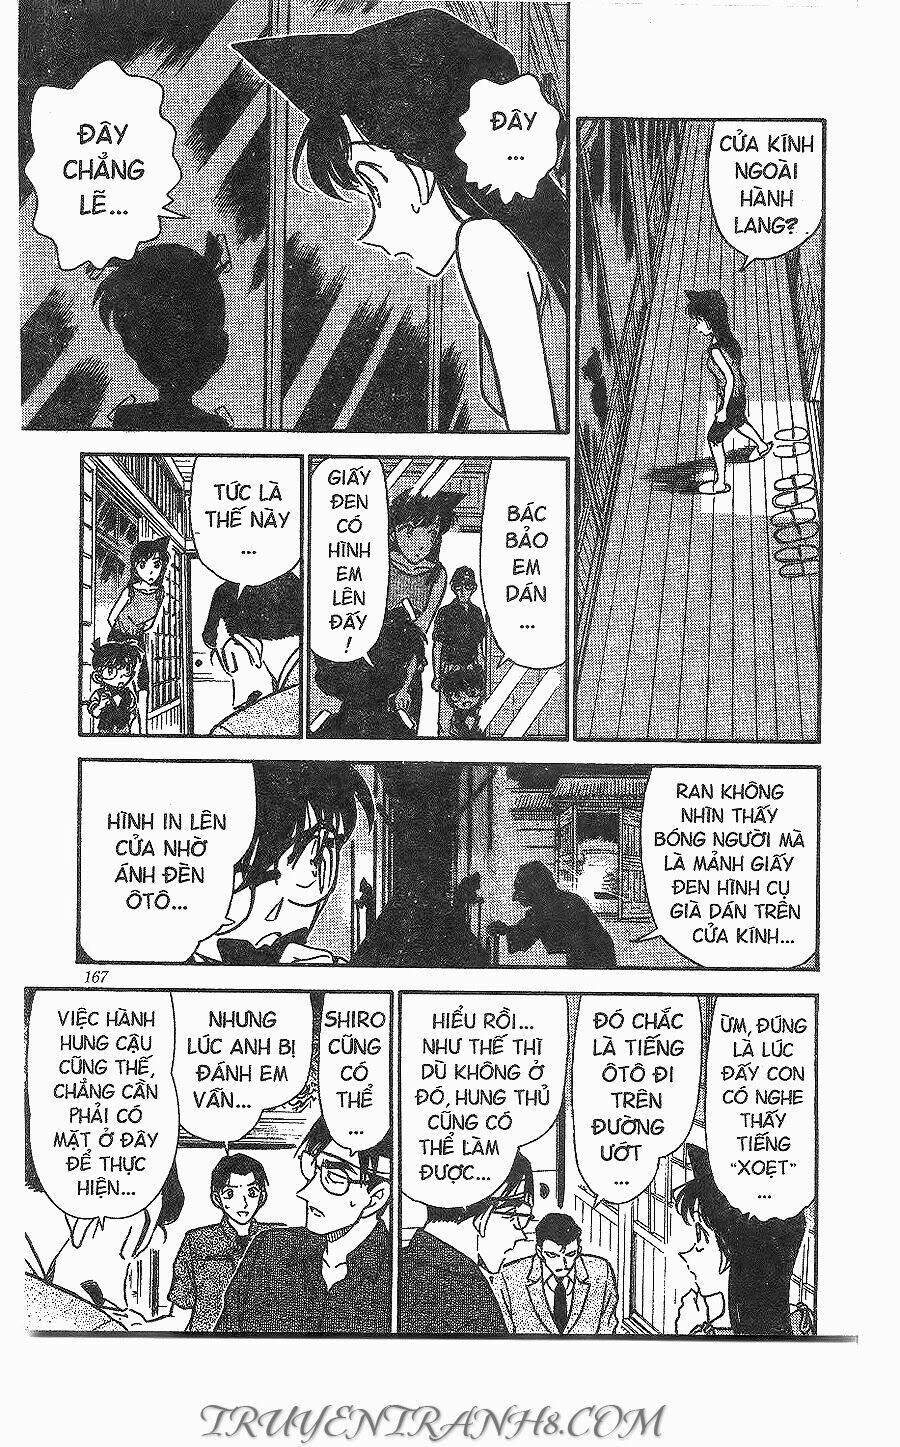 CỬA KÍNH
NGOÀI
HÀNH
LANG?
ĐÂY
...
ĐÂY
CHẲNG
LẼ...
BÁC
BẢO
EM
DÁN
...
GIẤY
ĐEN
CÓ
HÌNH
EM
LÊN
ĐẤY
!
TỨC LÀ
THẾ NÀY
...
RAN KHÔNG
NHÌN THẤY
BÓNG NGƯỜI MÀ
LÀ MẢNH GIẤY
ĐEN HÌNH CỤ
GIÀ DÁN TRÊN
CỬA KÍNH...
HÌNH IN LÊN
CỬA NHỜ
ÁNH ĐÈN
ÔTÔ...
167
ỪM, ĐÚNG
LÀ LÚC
ĐẤY CON
CÓ NGHE
THẤY
TIẾNG
"XOẸT"
...
ĐÓ CHẮC
LÀ TIẾNG
ÔTÔ ĐI
TRÊN
ĐƯỜNG
ƯỚT
...
HIỂU RỒI...
NHƯ THẾ THÌ
DÙ KHÔNG Ở
ĐÓ, HUNG THỦ
CŨNG CÓ
THỂ LÀM
ĐƯỢC...
SHIRO
CŨNG
CÓ
THỂ
...
NHƯNG
LÚC ANH BỊ
ĐÁNH EM
VẪN...
VIỆC HÀNH
HUNG CẬU
CŨNG THẾ,
CHẲNG CẦN
PHẢI CÓ
MẶT Ở ĐÂY
ĐỂ THỰC
HIỆN...
TRUYENTRANH8.COM